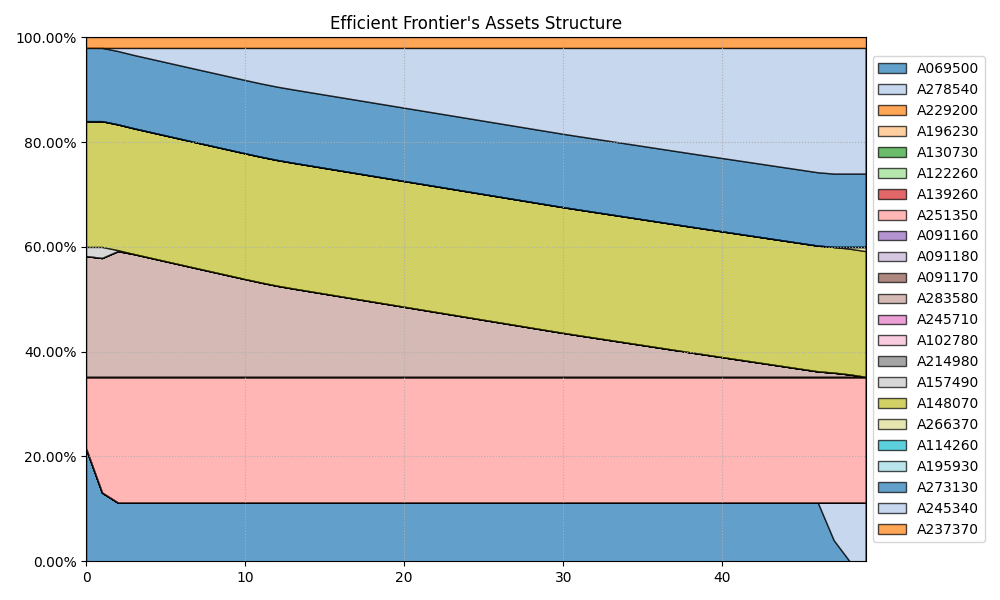 Efficient Frontier's Assets Structure
100.00%
80.00%
60.00%
40.00%
20.00%
0.00%
0
10
20
30
40
A069500
A278540
A229200
A196230
A130730
A122260
A139260
A251350
A091160
A091180
A091170
A283580
A245710
A102780
A214980
A157490
A148070
A266370
A114260
A195930
A273130
A245340
A237370